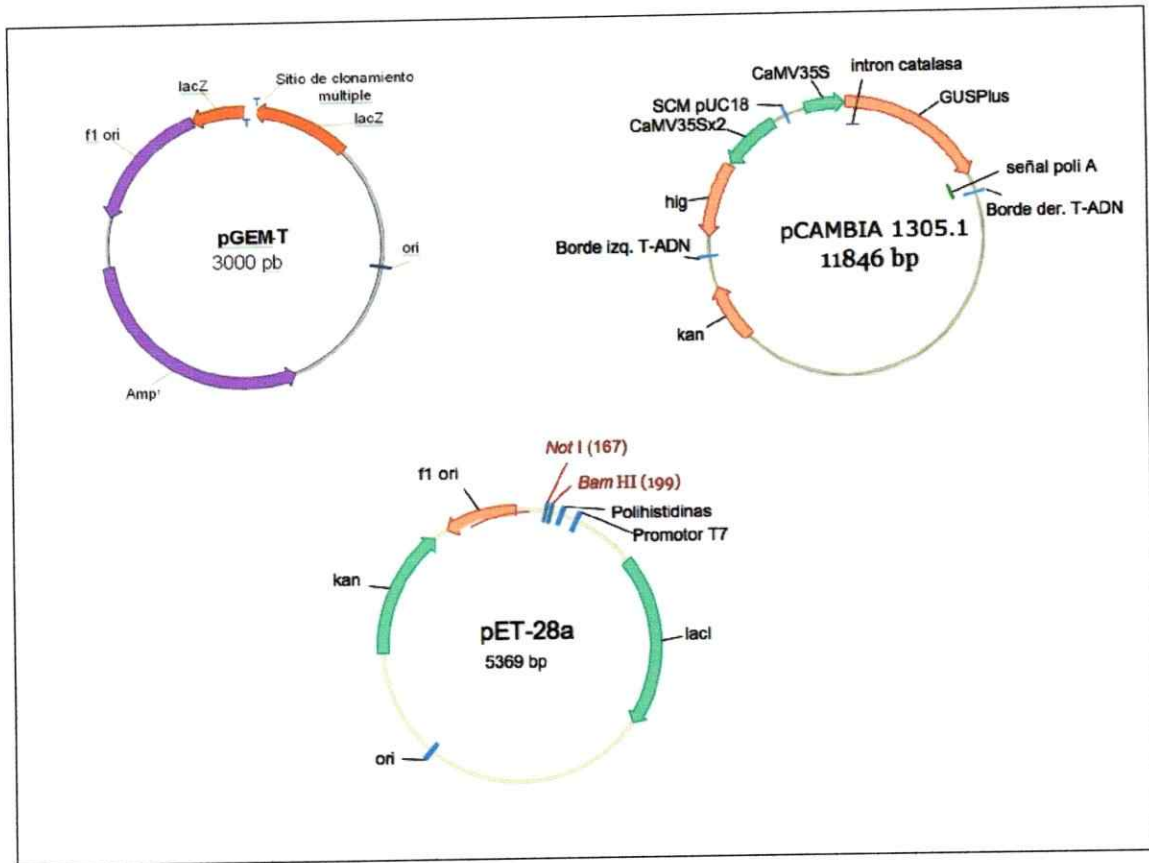 lacZ
Sitio de clonamiento
multiple
T
T
lacZ
f1 ori
pGEM-T
3000 pb
ori
Ampʳ
CaMV35S
intron catalasa
SCM pUC18
GUSPlus
CaMV35Sx2
señal poli A
hig
Borde der. T-ADN
pCAMBIA 1305.1
11846 bp
Borde izq. T-ADN
kan
Not I (167)
f1 ori
Bam HI (199)
Polihistidinas
Promotor T7
kan
pET-28a
5369 bp
lacI
ori